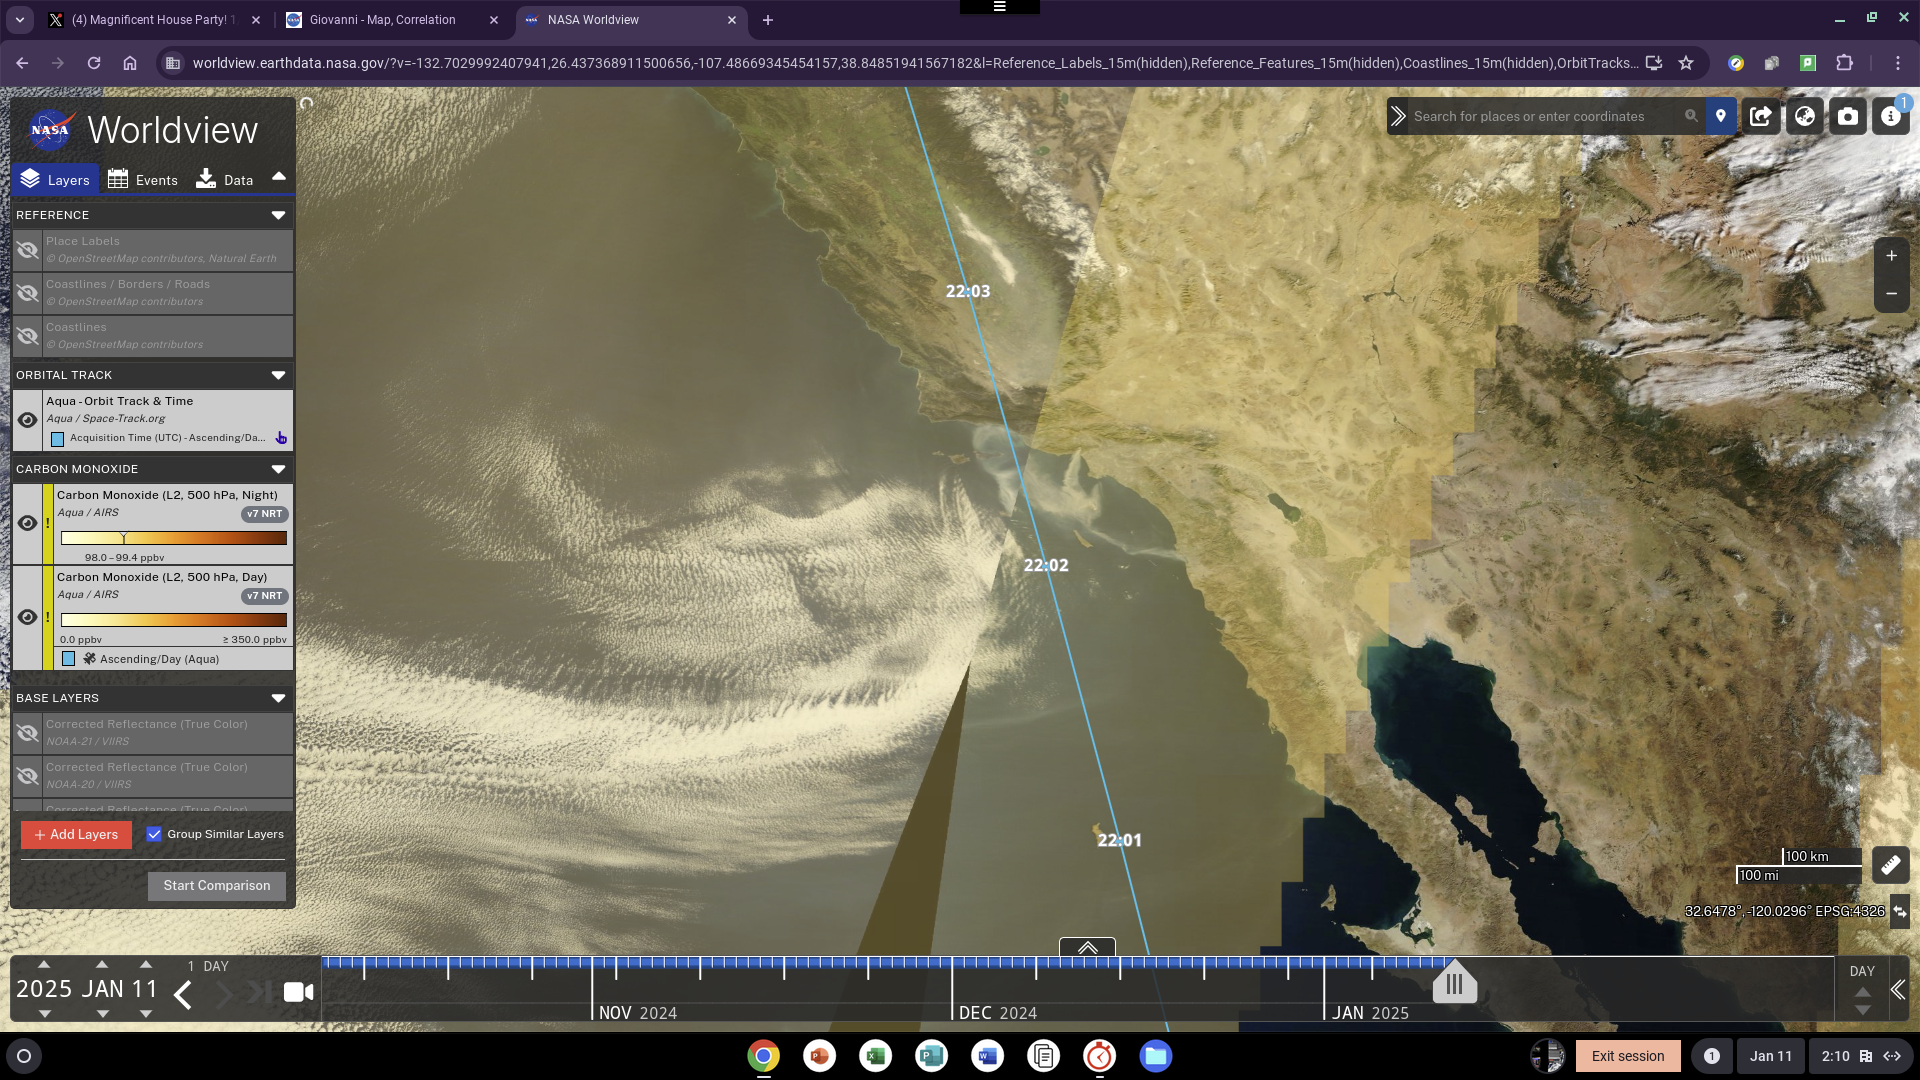 (4) Magnificent House Party! 1
Giovanni - Map, Correlation
NASA Worldview
worldview.earthdata.nasa.gov/?v=-132.7029992407941,26.437368911500656,-107.48669345454157,38.84851941567182&l=Reference_Labels_15m(hidden),Reference_Features_15m(hidden),Coastlines_15m(hidden),OrbitTracks...
NASA
Worldview
Layers
Events
Data
REFERENCE
Place Labels
© OpenStreetMap contributors, Natural Earth
Coastlines / Borders / Roads
© OpenStreetMap contributors
Coastlines
© OpenStreetMap contributors
ORBITAL TRACK
Aqua - Orbit Track & Time
Aqua / Space-Track.org
Acquisition Time (UTC) - Ascending/Da...
CARBON MONOXIDE
Carbon Monoxide (L2, 500 hPa, Night)
Aqua / AIRS
v7 NRT
!
98.0 – 99.4 ppbv
Carbon Monoxide (L2, 500 hPa, Day)
Aqua / AIRS
v7 NRT
!
0.0 ppbv
≥ 350.0 ppbv
Ascending/Day (Aqua)
BASE LAYERS
Corrected Reflectance (True Color)
NOAA-21 / VIIRS
Corrected Reflectance (True Color)
NOAA-20 / VIIRS
Corrected Reflectance (True Color)
+ Add Layers
Group Similar Layers
Start Comparison
Search for places or enter coordinates
1
22:03
22:02
22:01
100 km
100 mi
32.6478°, -120.0296° EPSG:4326
2025 JAN 11
1 DAY
NOV 2024
DEC 2024
JAN 2025
DAY
Exit session
1
Jan 11
2:10